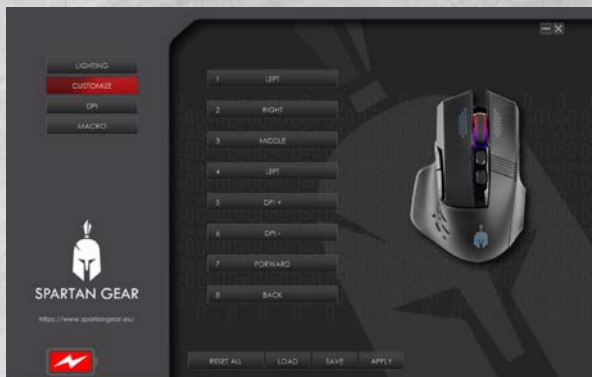 LIGHTING
CUSTOMIZE
DPI
MACRO
SPARTAN GEAR
https://www.spartangear.eu/
1 LEFT
2 RIGHT
3 MIDDLE
4 LEFT
5 DPI +
6 DPI -
7 FORWARD
8 BACK
RESET ALL LOAD SAVE APPLY